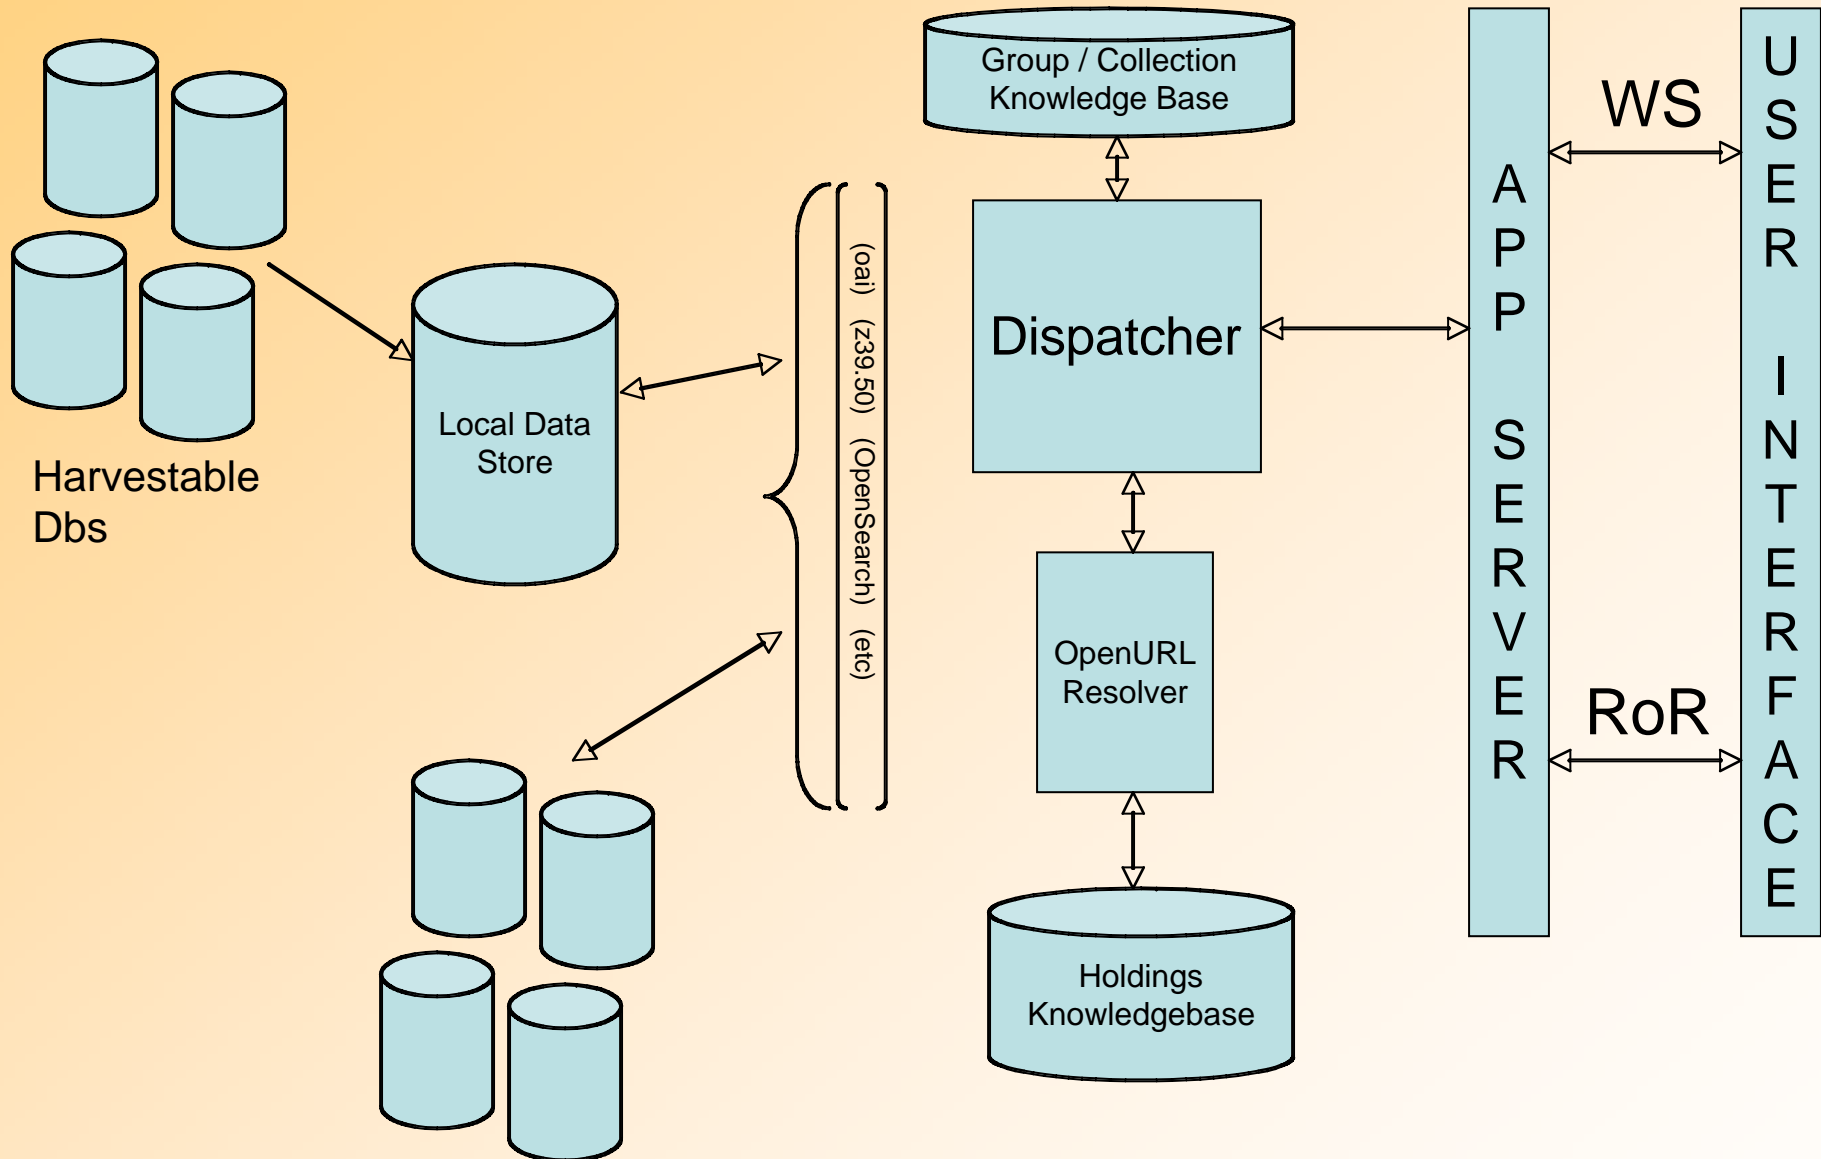 Harvestable
Dbs
Local Data
Store
(oai) (z39.50) (OpenSearch) (etc)
Group / Collection
Knowledge Base
Dispatcher
OpenURL
Resolver
Holdings
Knowledgebase
APP SERVER
WS
RoR
USER INTERFACE